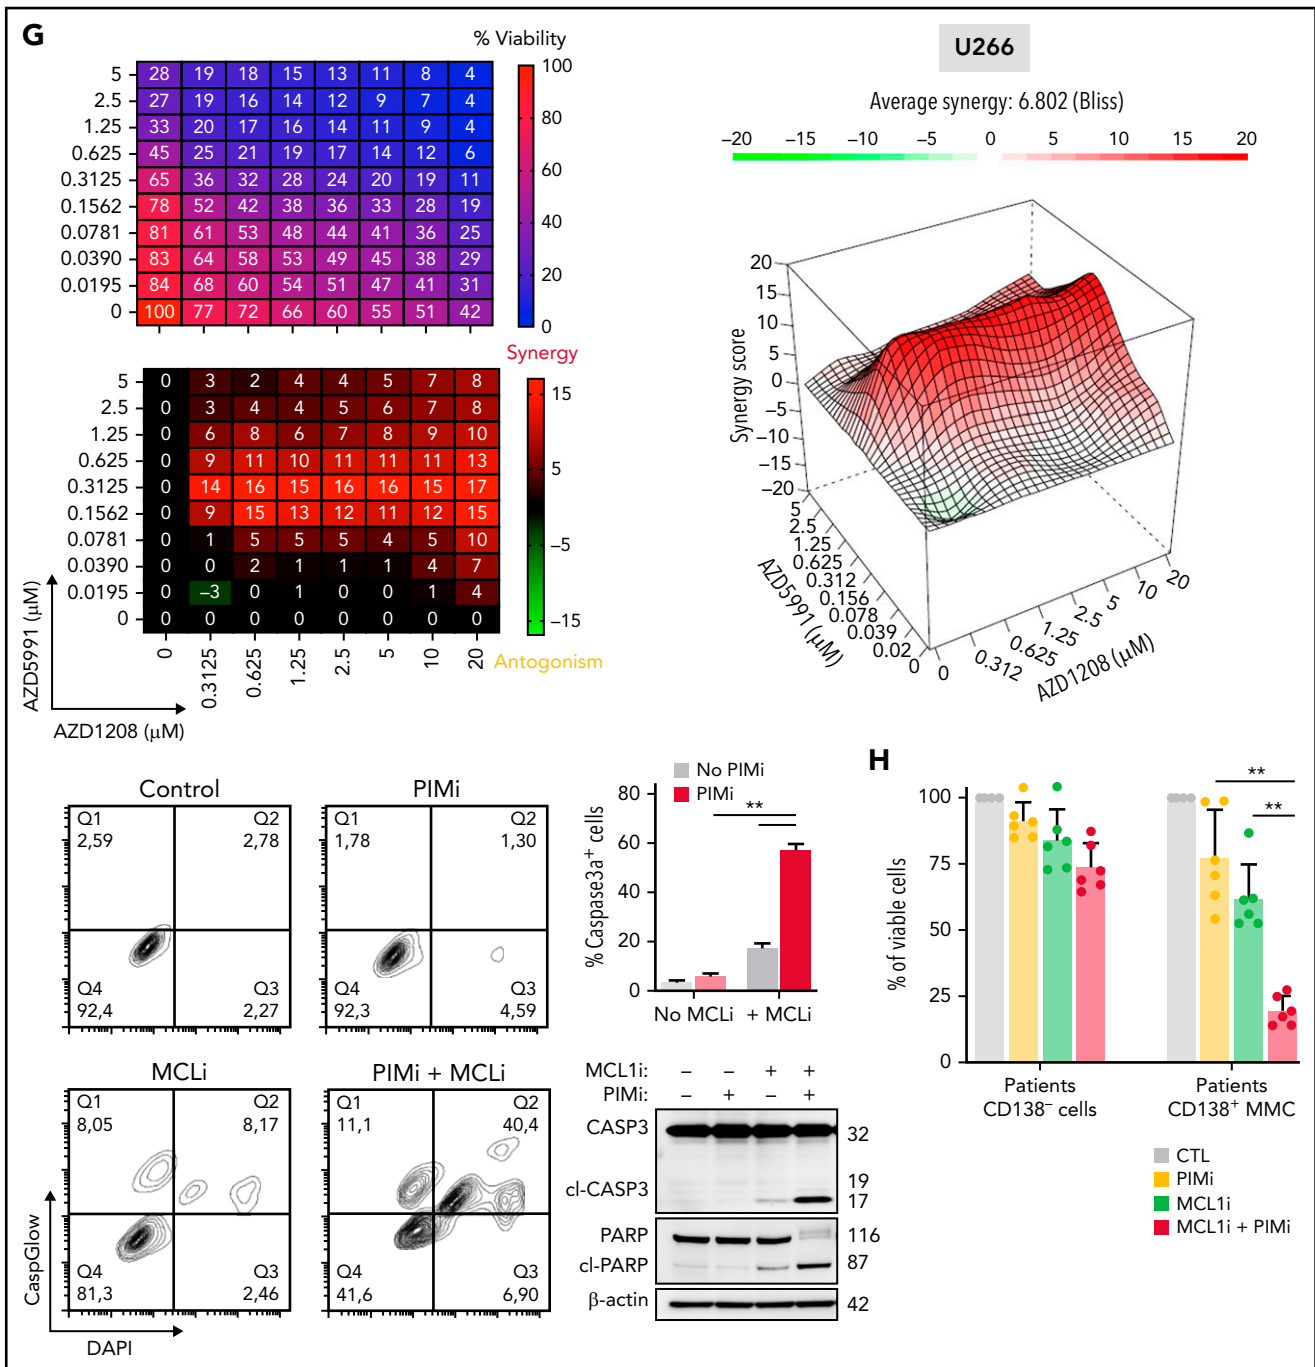 G
% Viability
5 28 19 18 15 13 11 8 4
2.5 27 19 16 14 12 9 7 4
1.25 33 20 17 16 14 11 9 4
0.625 45 25 21 19 17 14 12 6
0.3125 65 36 32 28 24 20 19 11
0.1562 78 52 42 38 36 33 28 19
0.0781 81 61 53 48 44 41 36 25
0.0390 83 64 58 53 49 45 38 29
0.0195 84 68 60 54 51 47 41 31
0 100 77 72 66 60 55 51 42
100
80
60
40
20
0
Synergy
5 0 3 2 4 4 5 7 8
2.5 0 3 4 4 5 6 7 8
1.25 0 6 8 6 7 8 9 10
0.625 0 9 11 10 11 11 11 13
0.3125 0 14 16 15 16 16 15 17
0.1562 0 9 15 13 12 11 12 15
0.0781 0 1 5 5 5 4 5 10
0.0390 0 0 2 1 1 1 4 7
0.0195 0 −3 0 1 0 0 1 4
0 0 0 0 0 0 0 0 0
15
5
−5
−15
Antogonism
0 0.3125 0.625 1.25 2.5 5 10 20
AZD5991 (μM)
AZD1208 (μM)
U266
Average synergy: 6.802 (Bliss)
−20 −15 −10 −5 0 5 10 15 20
Synergy score
20
15
10
5
0
−5
−10
−15
−20
5
2.5
1.25
0.625
0.312
0.156
0.078
0.039
0.02
0
AZD5991 (μM)
0
0.312
0.625
1.25
2.5
5
10
20
AZD1208 (μM)
Control
Q1
2,59
Q2
2,78
Q4
92,4
Q3
2,27
PIMi
Q1
1,78
Q2
1,30
Q4
92,3
Q3
4,59
MCLi
Q1
8,05
Q2
8,17
Q4
81,3
Q3
2,46
PIMi + MCLi
Q1
11,1
Q2
40,4
Q4
41,6
Q3
6,90
CaspGlow
DAPI
No PIMi
PIMi
% Caspase3a+ cells
80
60
40
20
0
**
No MCLi + MCLi
MCL1i: – – + +
PIMi: – + – +
CASP3 32
19
cl-CASP3 17
PARP 116
cl-PARP 87
β-actin 42
H
% of viable cells
100
75
50
25
0
**
**
Patients
CD138− cells
Patients
CD138+ MMC
CTL
PIMi
MCL1i
MCL1i + PIMi